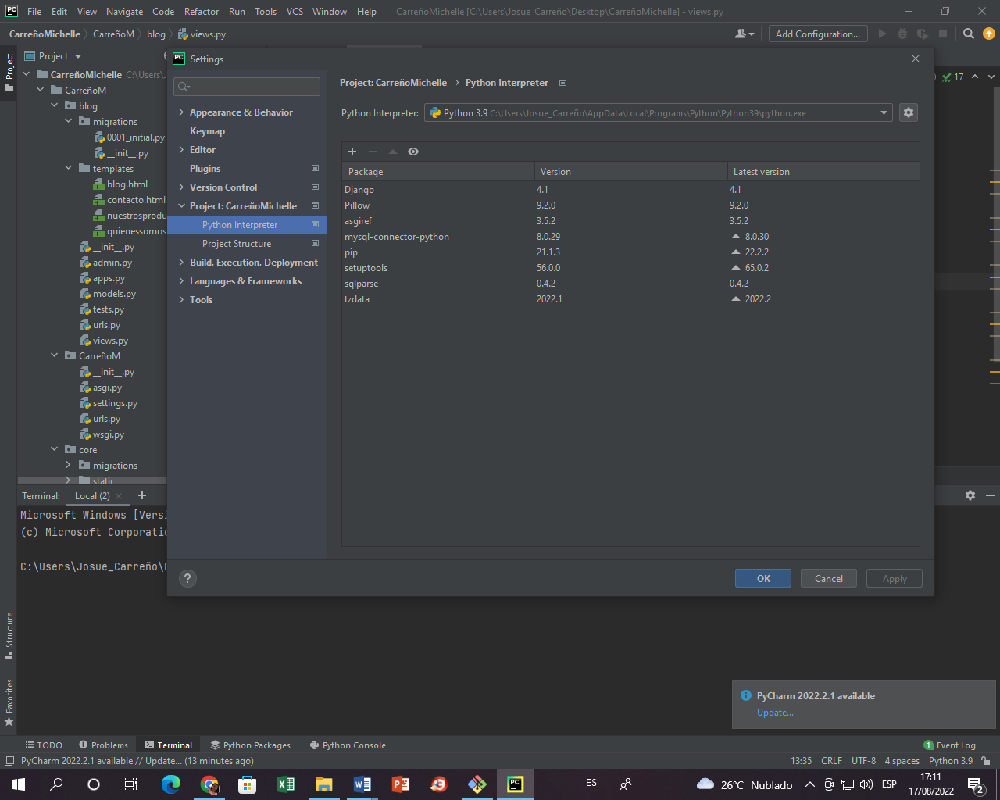 PC File Edit View Navigate Code Refactor Run Tools VCS Window Help CarreñoMichelle [C:\Users\Josue_Carreño\Desktop\CarreñoMichelle] - views.py
CarreñoMichelle CarreñoM blog views.py Add Configuration...
Project
Project
PC Settings
CarreñoMichelle C:\Users\J
17
CarreñoM
blog
migrations
0001_initial.py
__init__.py
templates
blog.html
contacto.html
nuestrosprodu
quienessomos
__init__.py
admin.py
apps.py
models.py
tests.py
urls.py
views.py
CarreñoM
__init__.py
asgi.py
settings.py
urls.py
wsgi.py
core
migrations
static
Appearance & Behavior
Keymap
Editor
Plugins
Version Control
Project: CarreñoMichelle
Python Interpreter
Project Structure
Build, Execution, Deployment
Languages & Frameworks
Tools
Project: CarreñoMichelle › Python Interpreter
Python Interpreter: Python 3.9 C:\Users\Josue_Carreño\AppData\Local\Programs\Python\Python39\python.exe
Package Version Latest version
Django 4.1 4.1
Pillow 9.2.0 9.2.0
asgiref 3.5.2 3.5.2
mysql-connector-python 8.0.29 8.0.30
pip 21.1.3 22.2.2
setuptools 56.0.0 65.0.2
sqlparse 0.4.2 0.4.2
tzdata 2022.1 2022.2
? OK Cancel Apply
Terminal: Local (2)
Microsoft Windows [Versi
(c) Microsoft Corporatio
C:\Users\Josue_Carreño\D
Structure
Favorites
PyCharm 2022.2.1 available
Update...
TODO Problems Terminal Python Packages Python Console 1 Event Log
PyCharm 2022.2.1 available // Update... (13 minutes ago) 13:35 CRLF UTF-8 4 spaces Python 3.9
ES 26°C Nublado ESP 17:11
17/08/2022 2